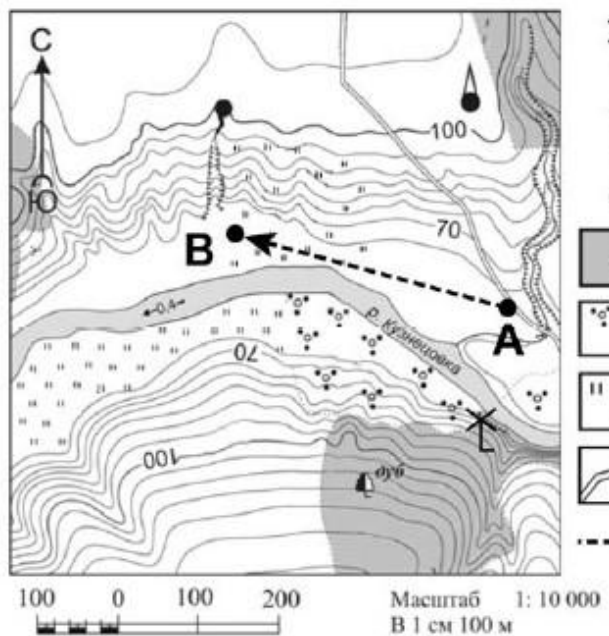 С
Ю
100
70
В
А
0,4
р. Кузнецовка
70
100
дуб
100 0 100 200
Масштаб 1: 10 000
В 1 см 100 м